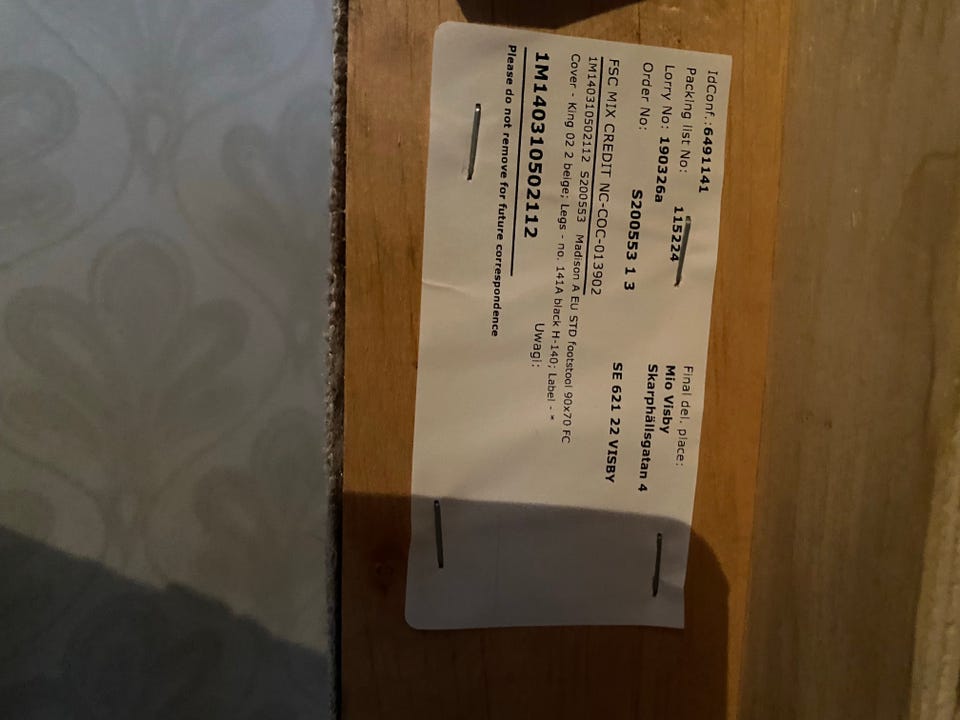 IdConf.:6491141
Packing list No: 115224
Lorry No: 190326a
Order No: S200553 1 3
Final del. place:
Mio Visby
Skarphällsgatan 4
SE 621 22 VISBY
FSC MIX CREDIT NC-COC-013902
1M140310502112 S200553 Madison A EU STD footstool 90x70 FC
Cover - King 02 2 beige; Legs - no. 141A black H-140; Label - *
1M140310502112 Uwagi:
Please do not remove for future correspondence